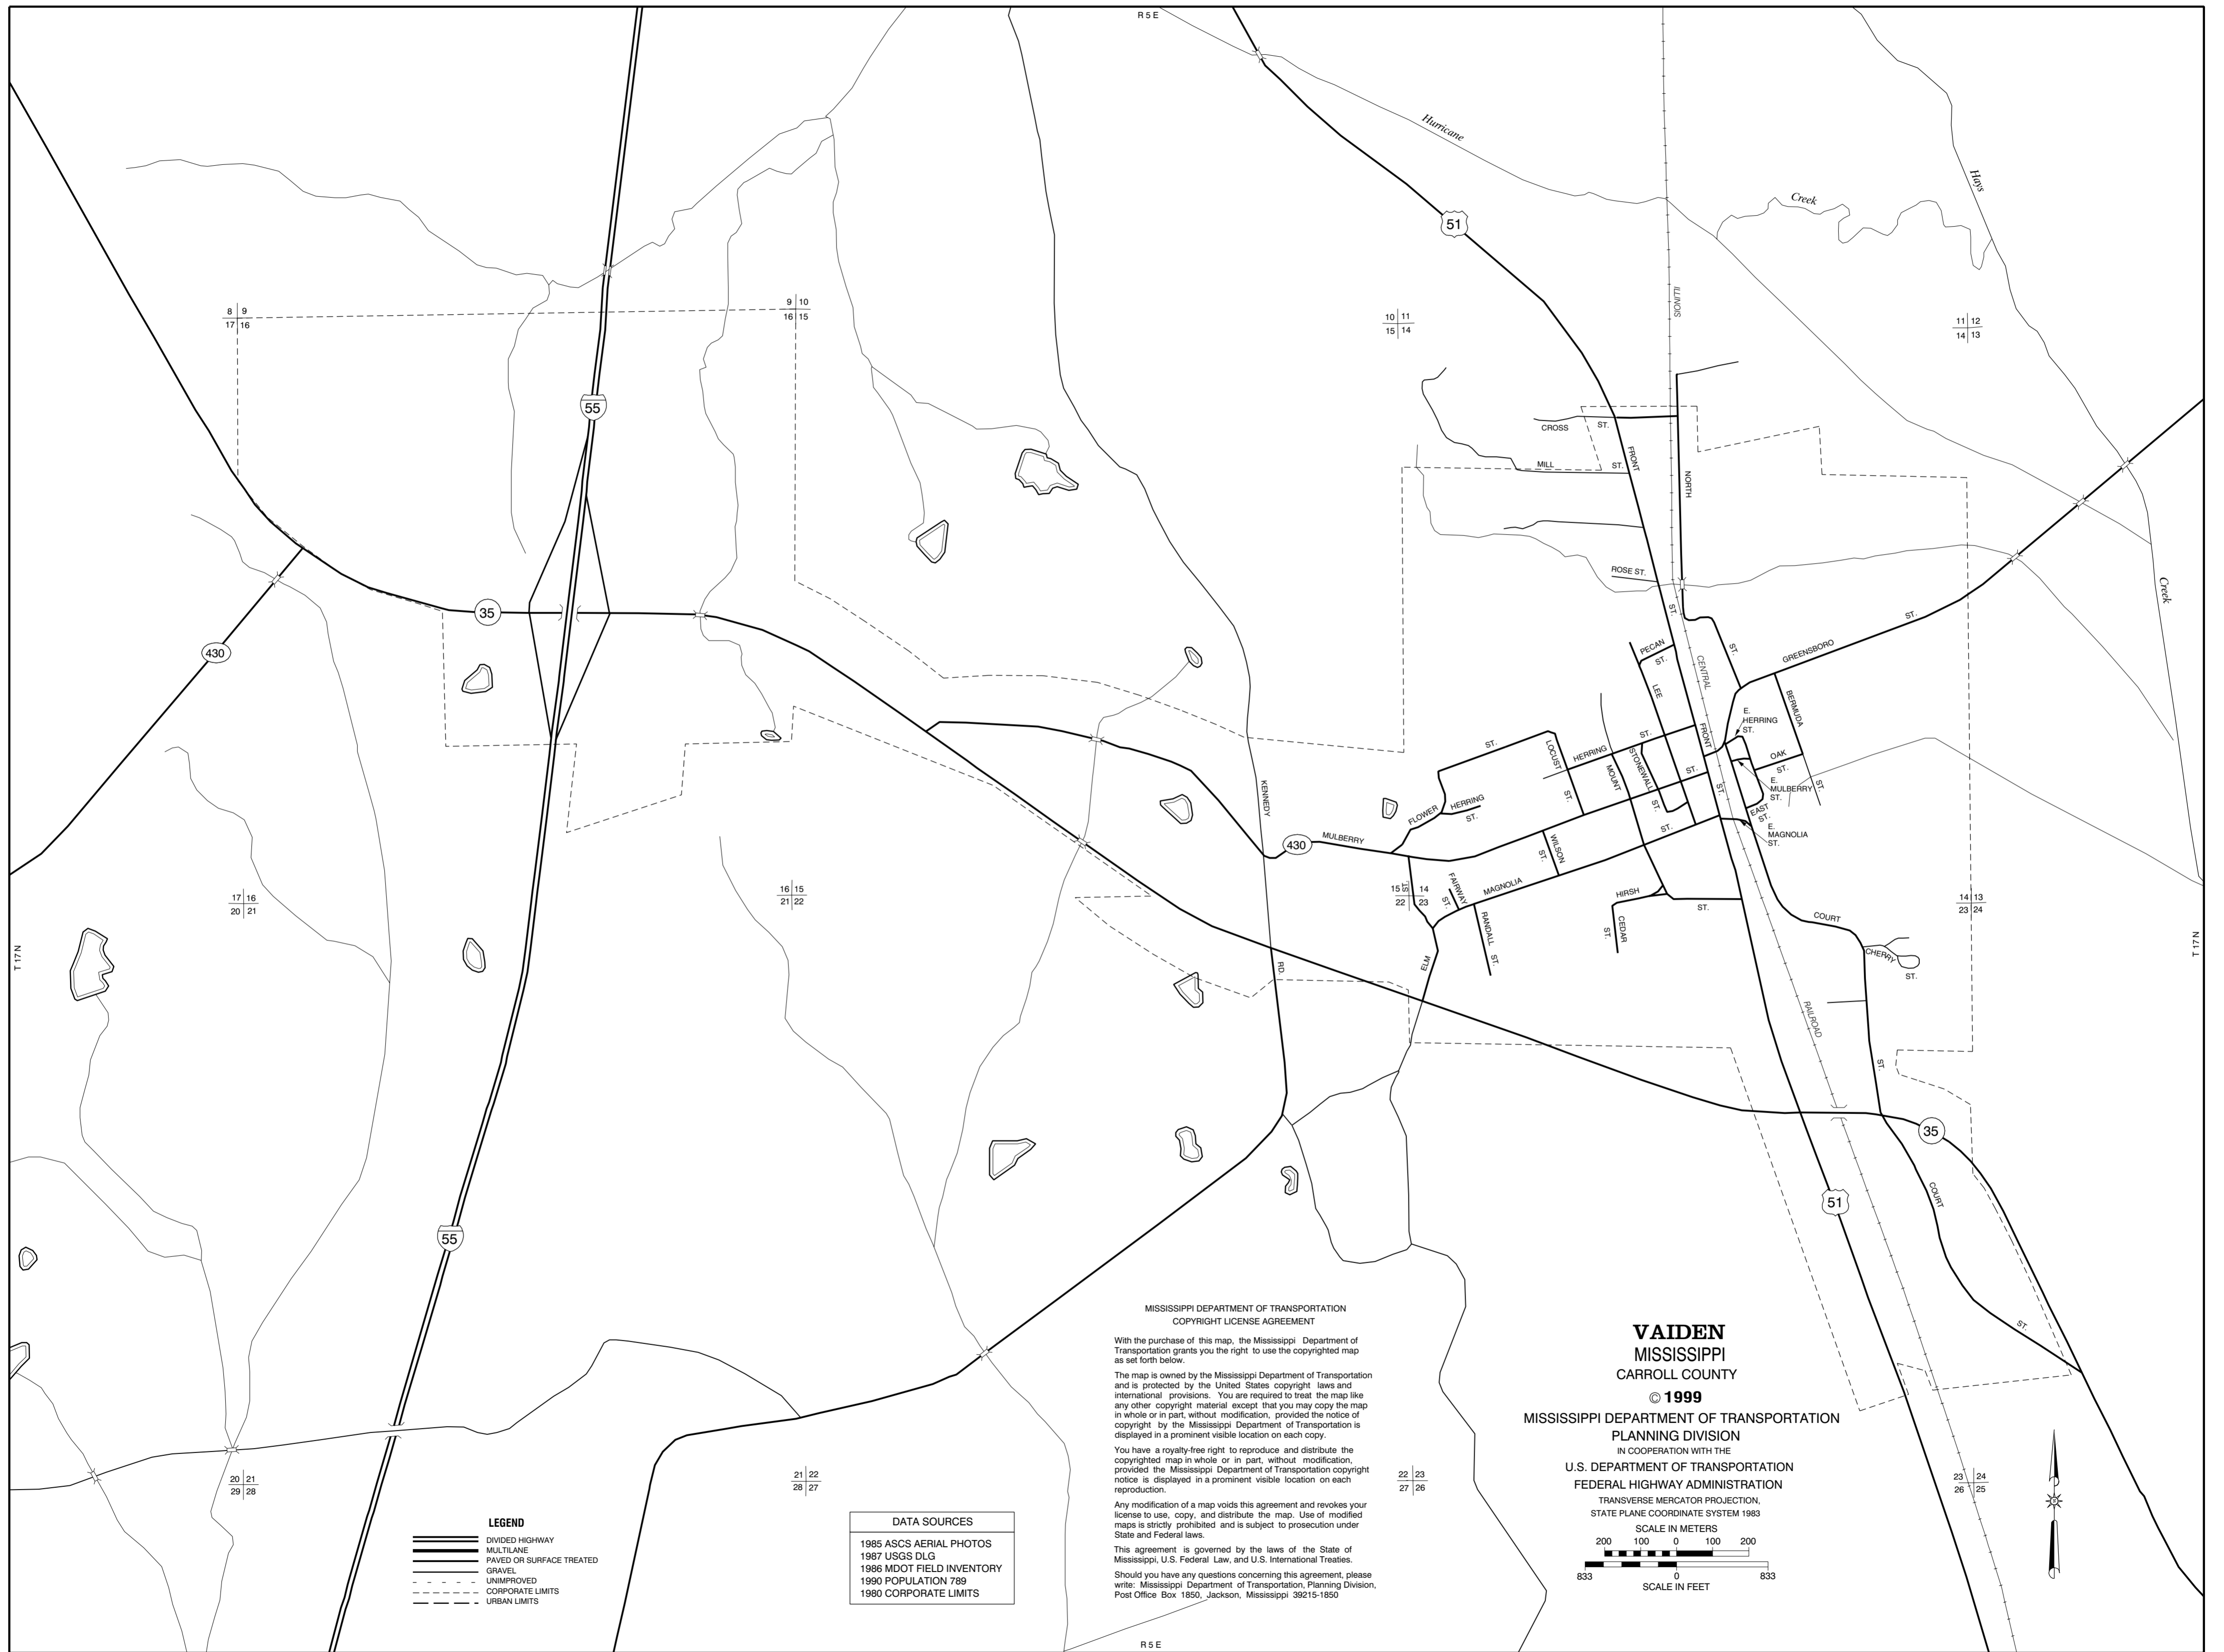 R 5 E
Hurricane
Creek
Hays
Creek
51
ILLINOIS
8 9
17 16
9 10
16 15
10 11
15 14
11 12
14 13
55
CROSS ST.
MILL ST.
FRONT
NORTH
ROSE ST.
ST.
ST.
35
430
PECAN ST.
LEE
CENTRAL
GREENSBORO ST.
BERMUDA
ST.
E.
HERRING
ST.
OAK
ST.
E.
MULBERRY
ST.
EAST
ST.
E.
MAGNOLIA
ST.
FRONT
ST.
ST.
LOCUST
ST.
HERRING ST.
MOUNT
STONEWALL
ST.
ST.
ST.
FLOWER
HERRING
ST.
KENNEDY
RD.
430
MULBERRY
WILSON
ST.
FAIRWAY
ST.
MAGNOLIA
RANDALL
ST.
HIRSH
ST.
CEDAR
ST.
ELM
ST.
COURT
CHERRY
ST.
RAILROAD
ST.
17 16
20 21
16 15
21 22
15 14
22 23
14 13
23 24
T 17 N
T 17 N
35
51
COURT
ST.
55
20 21
29 28
21 22
28 27
22 23
27 26
23 24
26 25
LEGEND
DIVIDED HIGHWAY
MULTILANE
PAVED OR SURFACE TREATED
GRAVEL
UNIMPROVED
CORPORATE LIMITS
URBAN LIMITS
DATA SOURCES
1985 ASCS AERIAL PHOTOS
1987 USGS DLG
1986 MDOT FIELD INVENTORY
1990 POPULATION 789
1980 CORPORATE LIMITS
MISSISSIPPI DEPARTMENT OF TRANSPORTATION
COPYRIGHT LICENSE AGREEMENT
With the purchase of this map, the Mississippi Department of
Transportation grants you the right to use the copyrighted map
as set forth below.
The map is owned by the Mississippi Department of Transportation
and is protected by the United States copyright laws and
international provisions. You are required to treat the map like
any other copyright material except that you may copy the map
in whole or in part, without modification, provided the notice of
copyright by the Mississippi Department of Transportation is
displayed in a prominent visible location on each copy.
You have a royalty-free right to reproduce and distribute the
copyrighted map in whole or in part, without modification,
provided the Mississippi Department of Transportation copyright
notice is displayed in a prominent visible location on each
reproduction.
Any modification of a map voids this agreement and revokes your
license to use, copy, and distribute the map. Use of modified
maps is strictly prohibited and is subject to prosecution under
State and Federal laws.
This agreement is governed by the laws of the State of
Mississippi, U.S. Federal Law, and U.S. International Treaties.
Should you have any questions concerning this agreement, please
write: Mississippi Department of Transportation, Planning Division,
Post Office Box 1850, Jackson, Mississippi 39215-1850
VAIDEN
MISSISSIPPI
CARROLL COUNTY
© 1999
MISSISSIPPI DEPARTMENT OF TRANSPORTATION
PLANNING DIVISION
IN COOPERATION WITH THE
U.S. DEPARTMENT OF TRANSPORTATION
FEDERAL HIGHWAY ADMINISTRATION
TRANSVERSE MERCATOR PROJECTION,
STATE PLANE COORDINATE SYSTEM 1983
SCALE IN METERS
200 100 0 100 200
833 0 833
SCALE IN FEET
R 5 E